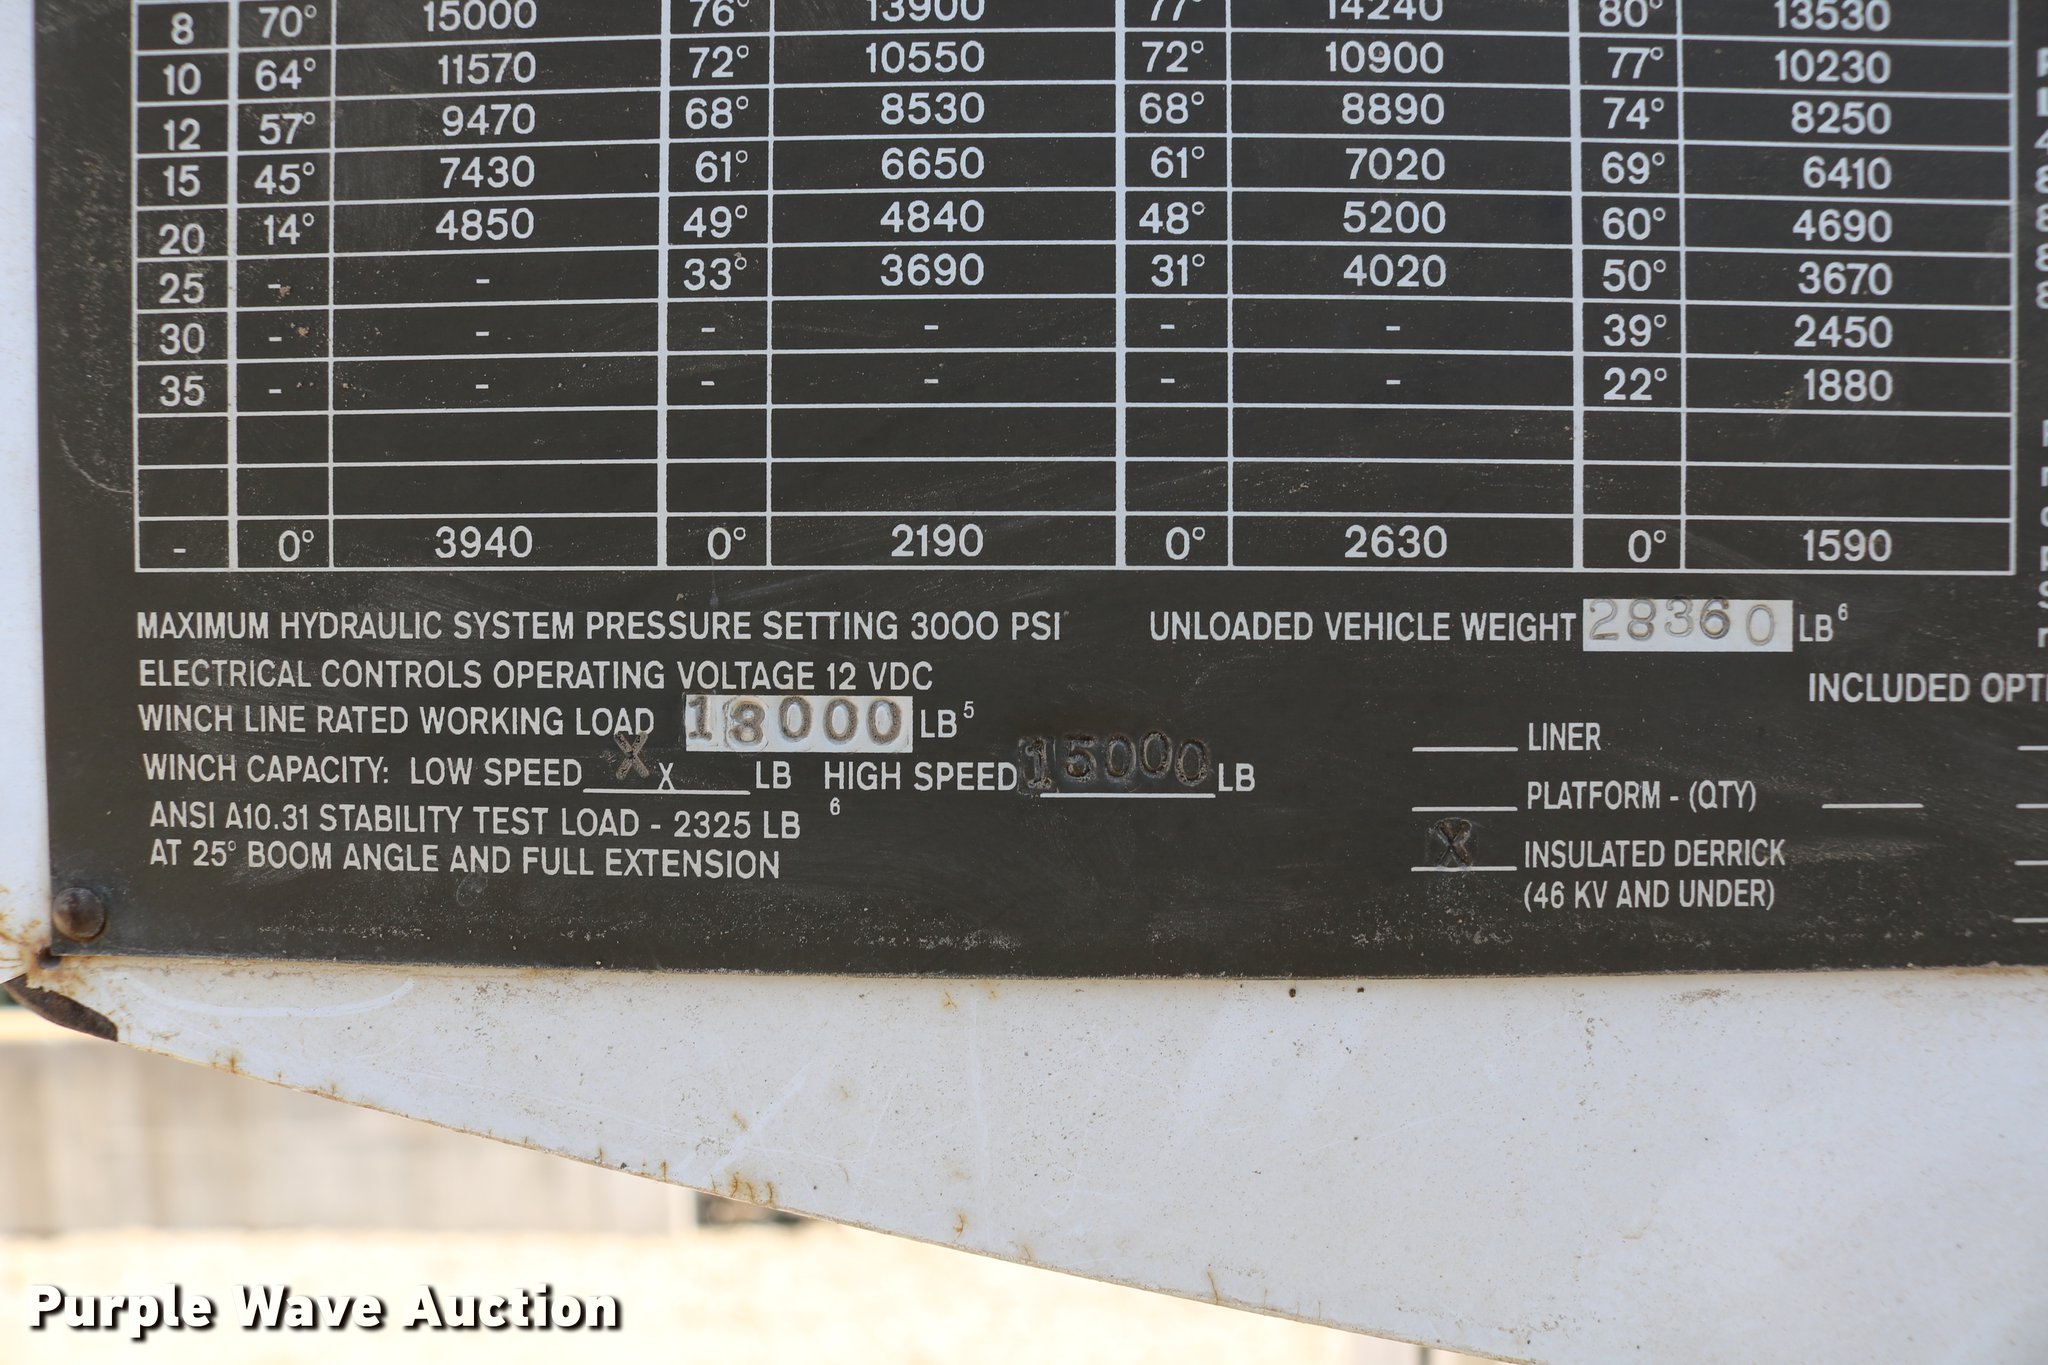 8 70° 15000 76° 13900 77° 14240 80° 13530
10 64° 11570 72° 10550 72° 10900 77° 10230
12 57° 9470 68° 8530 68° 8890 74° 8250
15 45° 7430 61° 6650 61° 7020 69° 6410
20 14° 4850 49° 4840 48° 5200 60° 4690
25 - - 33° 3690 31° 4020 50° 3670
30 - - - - - - 39° 2450
35 - - - - - - 22° 1880
- 0° 3940 0° 2190 0° 2630 0° 1590
MAXIMUM HYDRAULIC SYSTEM PRESSURE SETTING 3000 PSI
ELECTRICAL CONTROLS OPERATING VOLTAGE 12 VDC
WINCH LINE RATED WORKING LOAD 18000 LB⁵
WINCH CAPACITY: LOW SPEED X X LB HIGH SPEED 15000 LB
ANSI A10.31 STABILITY TEST LOAD - 2325 LB ⁶
AT 25° BOOM ANGLE AND FULL EXTENSION
UNLOADED VEHICLE WEIGHT 28360 LB⁶
INCLUDED OPTI
LINER
PLATFORM - (QTY)
X INSULATED DERRICK
(46 KV AND UNDER)
Purple Wave Auction